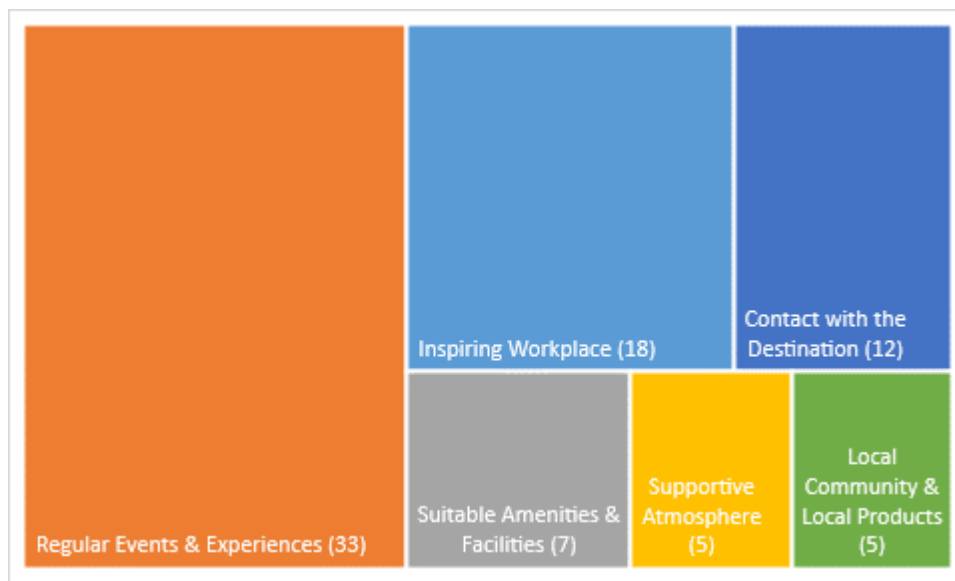 Regular Events & Experiences (33)
Inspiring Workplace (18)
Contact with the
Destination (12)
Suitable Amenities &
Facilities (7)
Supportive
Atmosphere
(5)
Local
Community &
Local Products
(5)